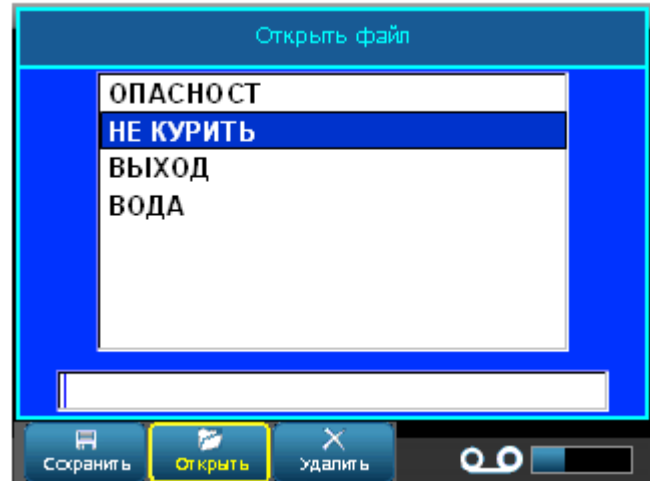 Открыть файл
ОПАСНОСТ
НЕ КУРИТЬ
ВЫХОД
ВОДА
Сохранить Открыть Удалить